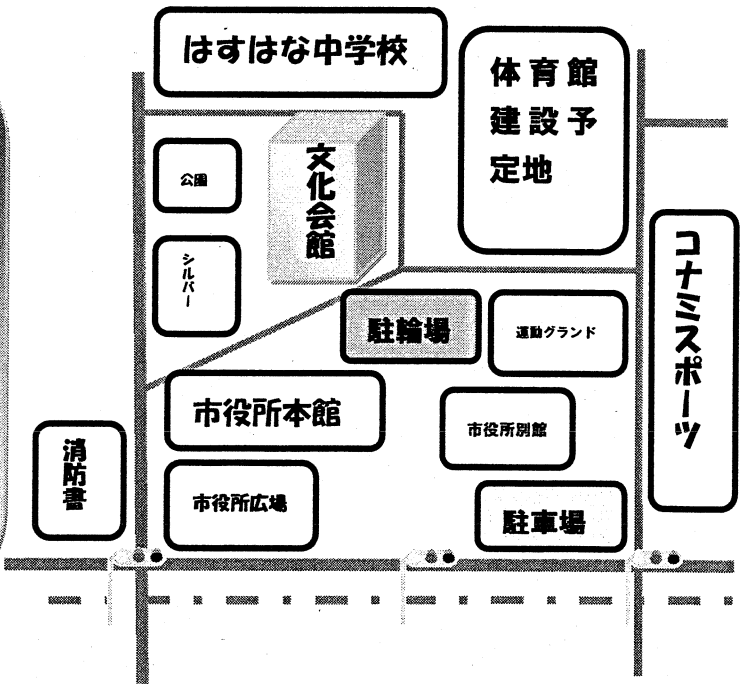 はすはな中学校
体育館
建設予
定地
公園
文化会館
シルバー
コナミスポーツ
駐輪場
運動グランド
市役所本館
市役所別館
消防書
市役所広場
駐車場